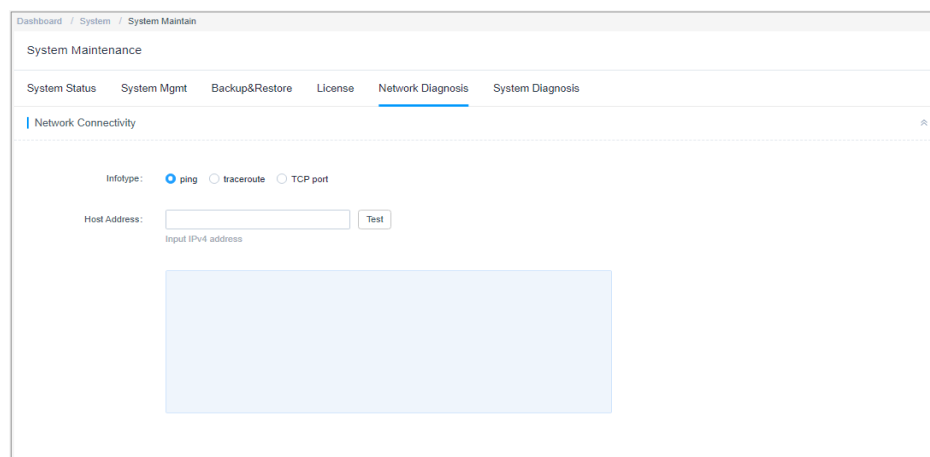 Dashboard / System / System Maintain
System Maintenance
System Status System Mgmt Backup&Restore License Network Diagnosis System Diagnosis
Network Connectivity
Infotype: ping traceroute TCP port
Host Address: Test
Input IPv4 address